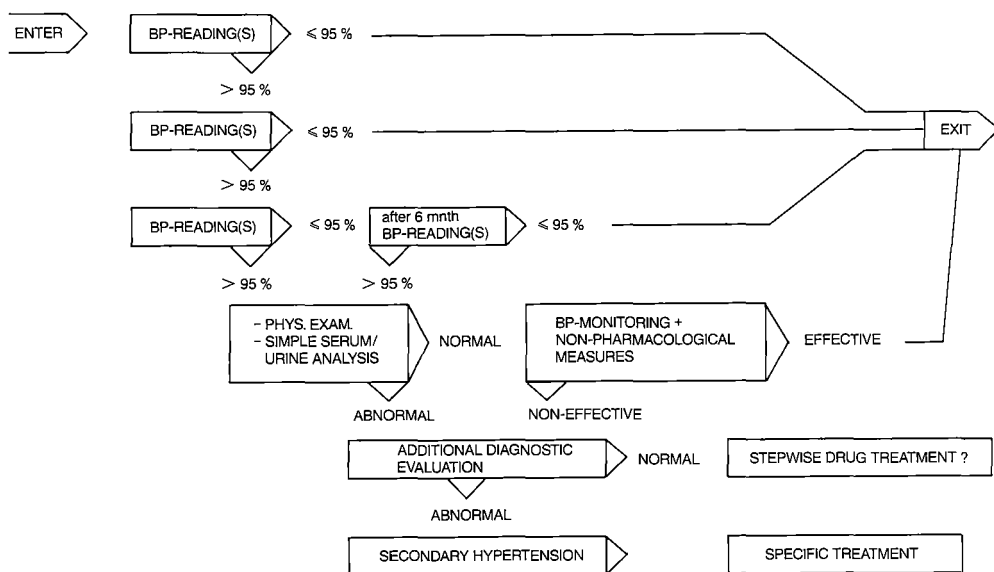 ENTER
BP-READING(S)
⩽ 95 %
> 95 %
BP-READING(S)
⩽ 95 %
EXIT
> 95 %
BP-READING(S)
⩽ 95 %
after 6 mnth
BP-READING(S)
⩽ 95 %
> 95 %
> 95 %
– PHYS. EXAM.
– SIMPLE SERUM/
URINE ANALYSIS
NORMAL
BP-MONITORING +
NON-PHARMACOLOGICAL
MEASURES
EFFECTIVE
ABNORMAL
NON-EFFECTIVE
ADDITIONAL DIAGNOSTIC
EVALUATION
NORMAL
STEPWISE DRUG TREATMENT ?
ABNORMAL
SECONDARY HYPERTENSION
SPECIFIC TREATMENT